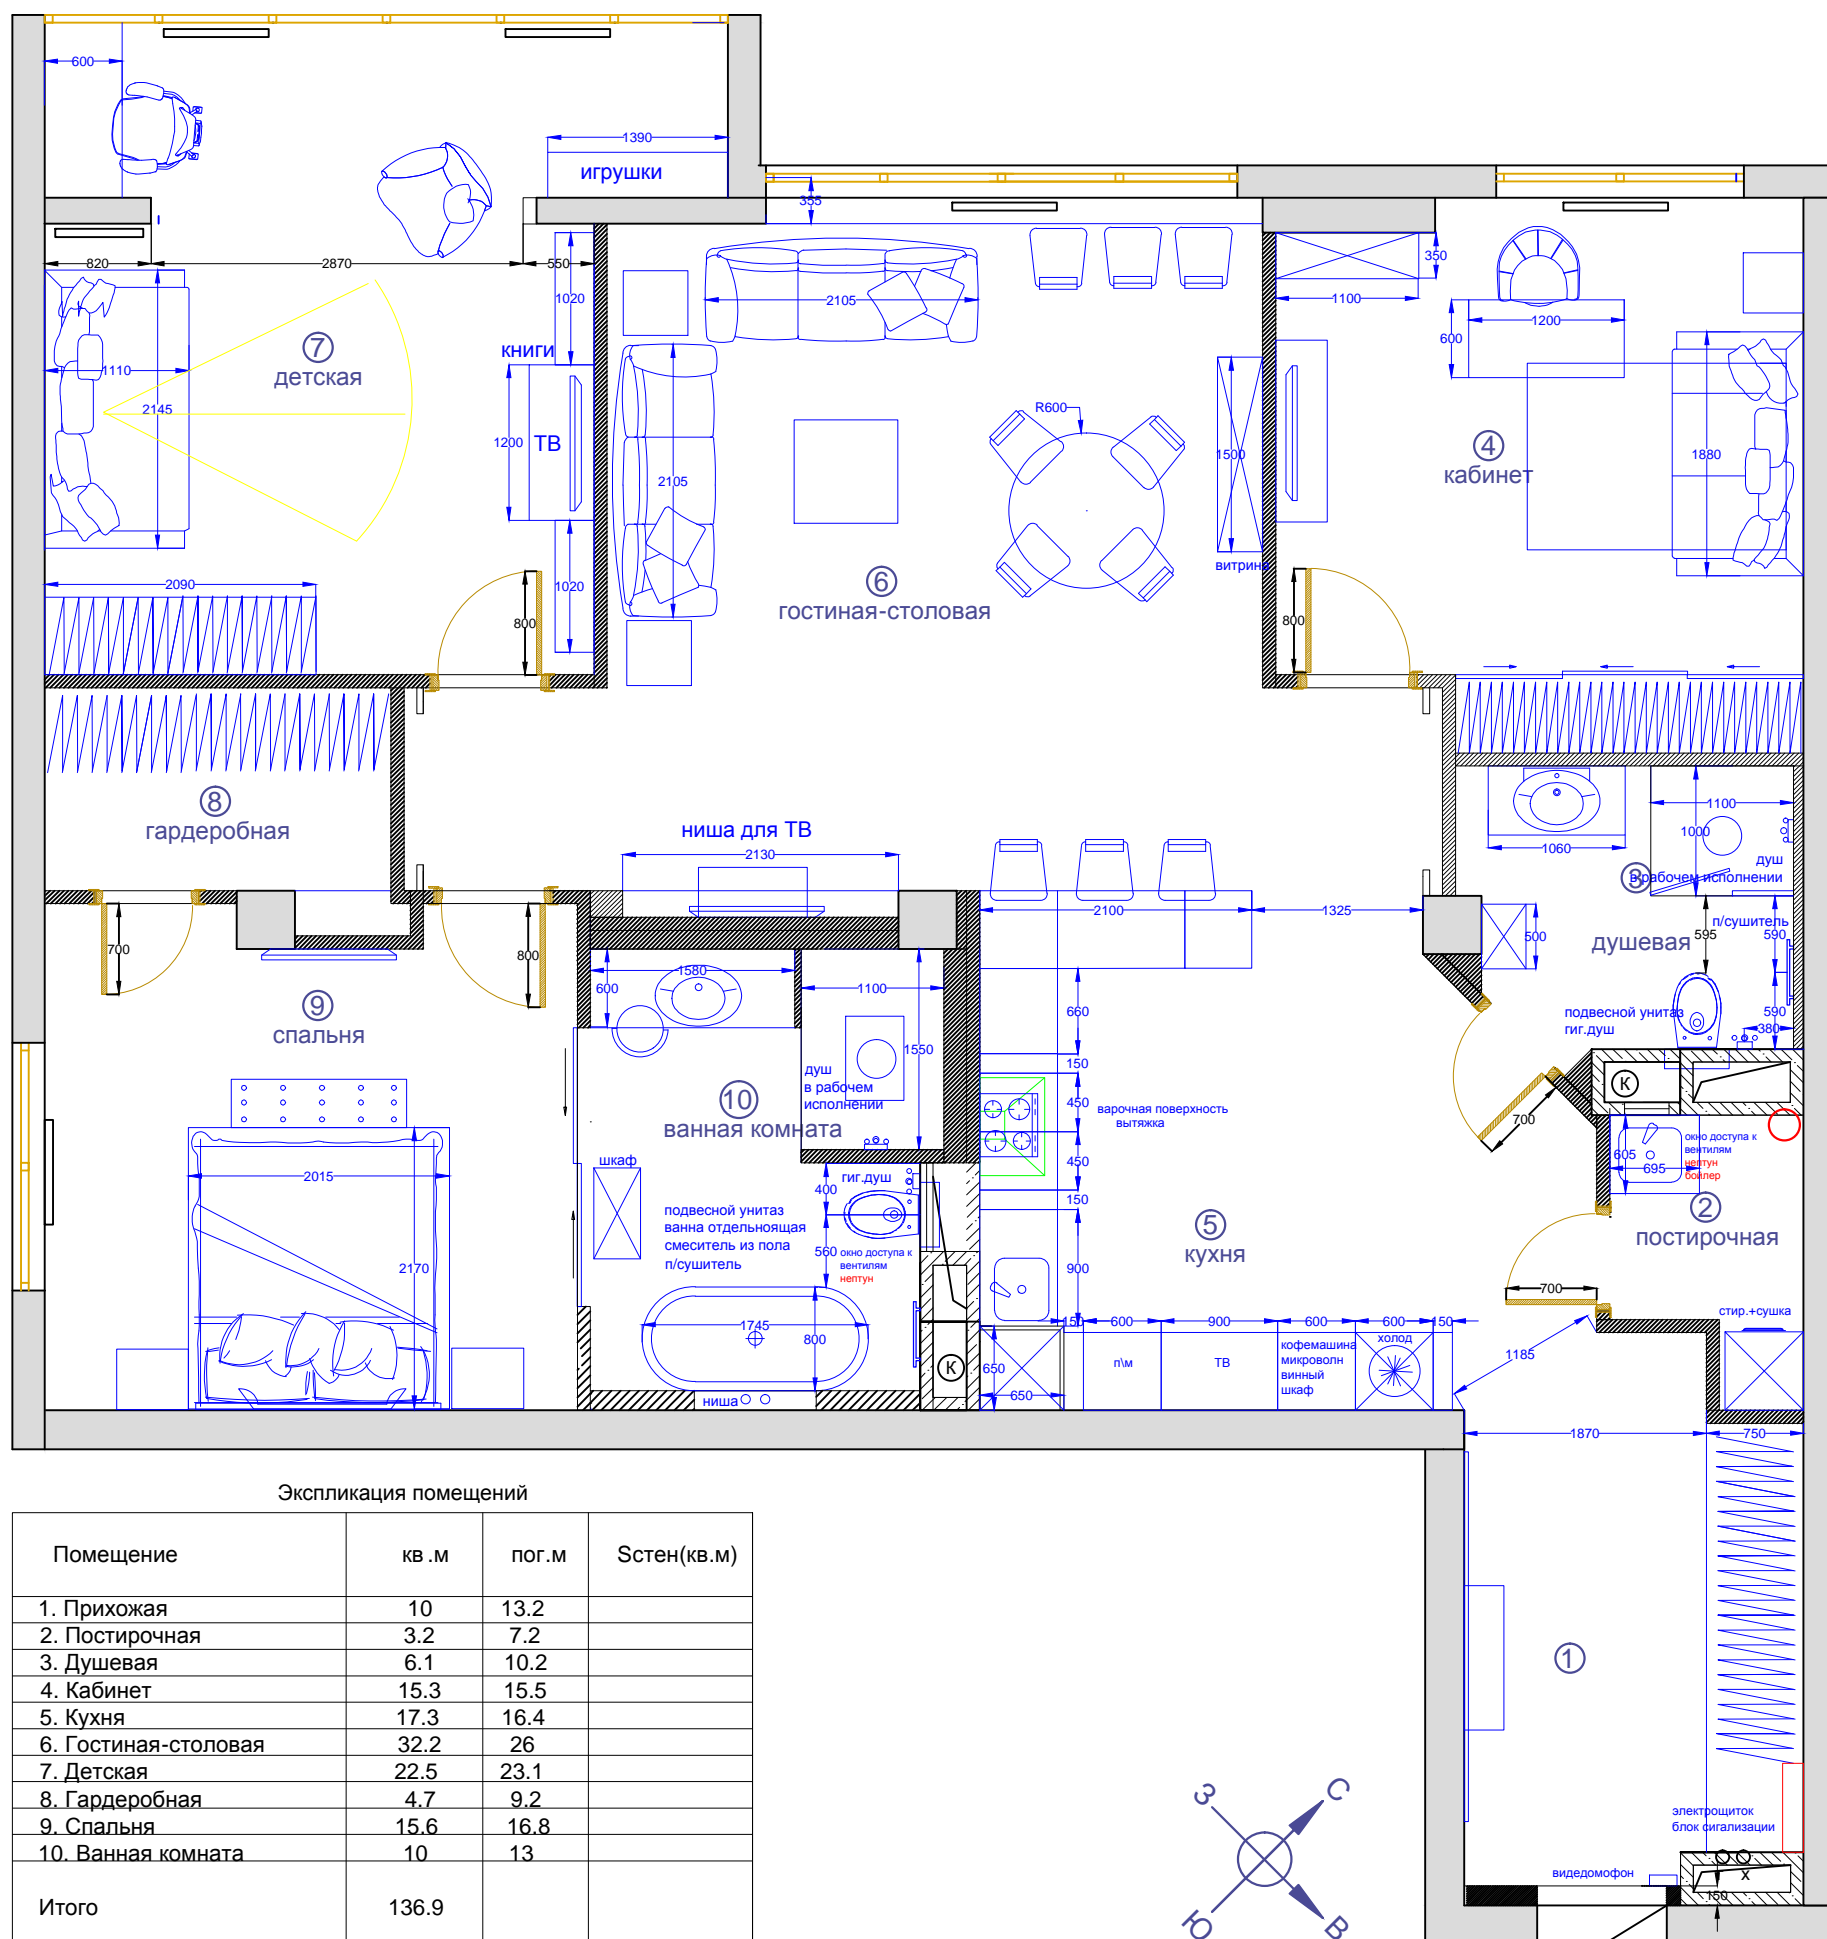 600
1390
игрушки
355
820
2870
550
1020
2105
350
1100
1200
600
7
детская
книги
1110
2145
1200
ТВ
2105
R600
1500
4
кабинет
1880
витрина
2090
1020
800
6
гостиная-столовая
800
8
гардеробная
ниша для ТВ
2130
1100
1000
1060
душ
3
в рабочем исполнении
2100
1325
п/сушитель
500
595
590
душевая
700
800
1580
600
1100
9
спальня
660
подвесной унитаз
гиг.душ
590
380
1550
150
душ
в рабочем
исполнении
10
ванная комната
450
варочная поверхность
вытяжка
К
700
окно доступа к
вентилям
нептун
бойлер
605
695
2015
шкаф
гиг.душ
400
450
150
подвесной унитаз
ванна отдельноящая
смеситель из пола
п/сушитель
560
окно доступа к
вентилям
нептун
5
кухня
2
постирочная
2170
900
700
1745
800
150
600
900
600
600
150
стир.+сушка
650
650
п\м
ТВ
кофемашина
микроволн
винный
шкаф
холод
1185
К
ниша
1870
750
Экспликация помещений
Помещение кв.м пог.м Sстен(кв.м)
1. Прихожая 10 13.2
2. Постирочная 3.2 7.2
3. Душевая 6.1 10.2
4. Кабинет 15.3 15.5
5. Кухня 17.3 16.4
6. Гостиная-столовая 32.2 26
7. Детская 22.5 23.1
8. Гардеробная 4.7 9.2
9. Спальня 15.6 16.8
10. Ванная комната 10 13
Итого 136.9
1
З
С
Ю
В
электрощиток
блок сигализации
видедомофон
х
150